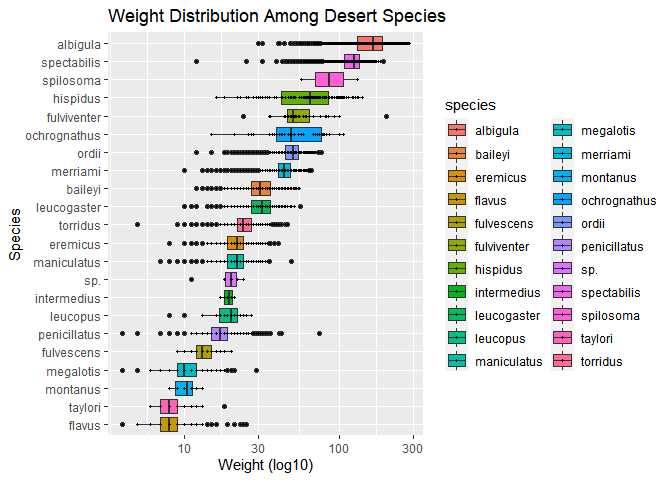 Weight Distribution Among Desert Species
Species
albigula
spectabilis
spilosoma
hispidus
fulviventer
ochrognathus
ordii
merriami
baileyi
leucogaster
torridus
eremicus
maniculatus
sp.
intermedius
leucopus
penicillatus
fulvescens
megalotis
montanus
taylori
flavus
10
30
100
300
Weight (log10)
species
albigula
baileyi
eremicus
flavus
fulvescens
fulviventer
hispidus
intermedius
leucogaster
leucopus
maniculatus
megalotis
merriami
montanus
ochrognathus
ordii
penicillatus
sp.
spectabilis
spilosoma
taylori
torridus